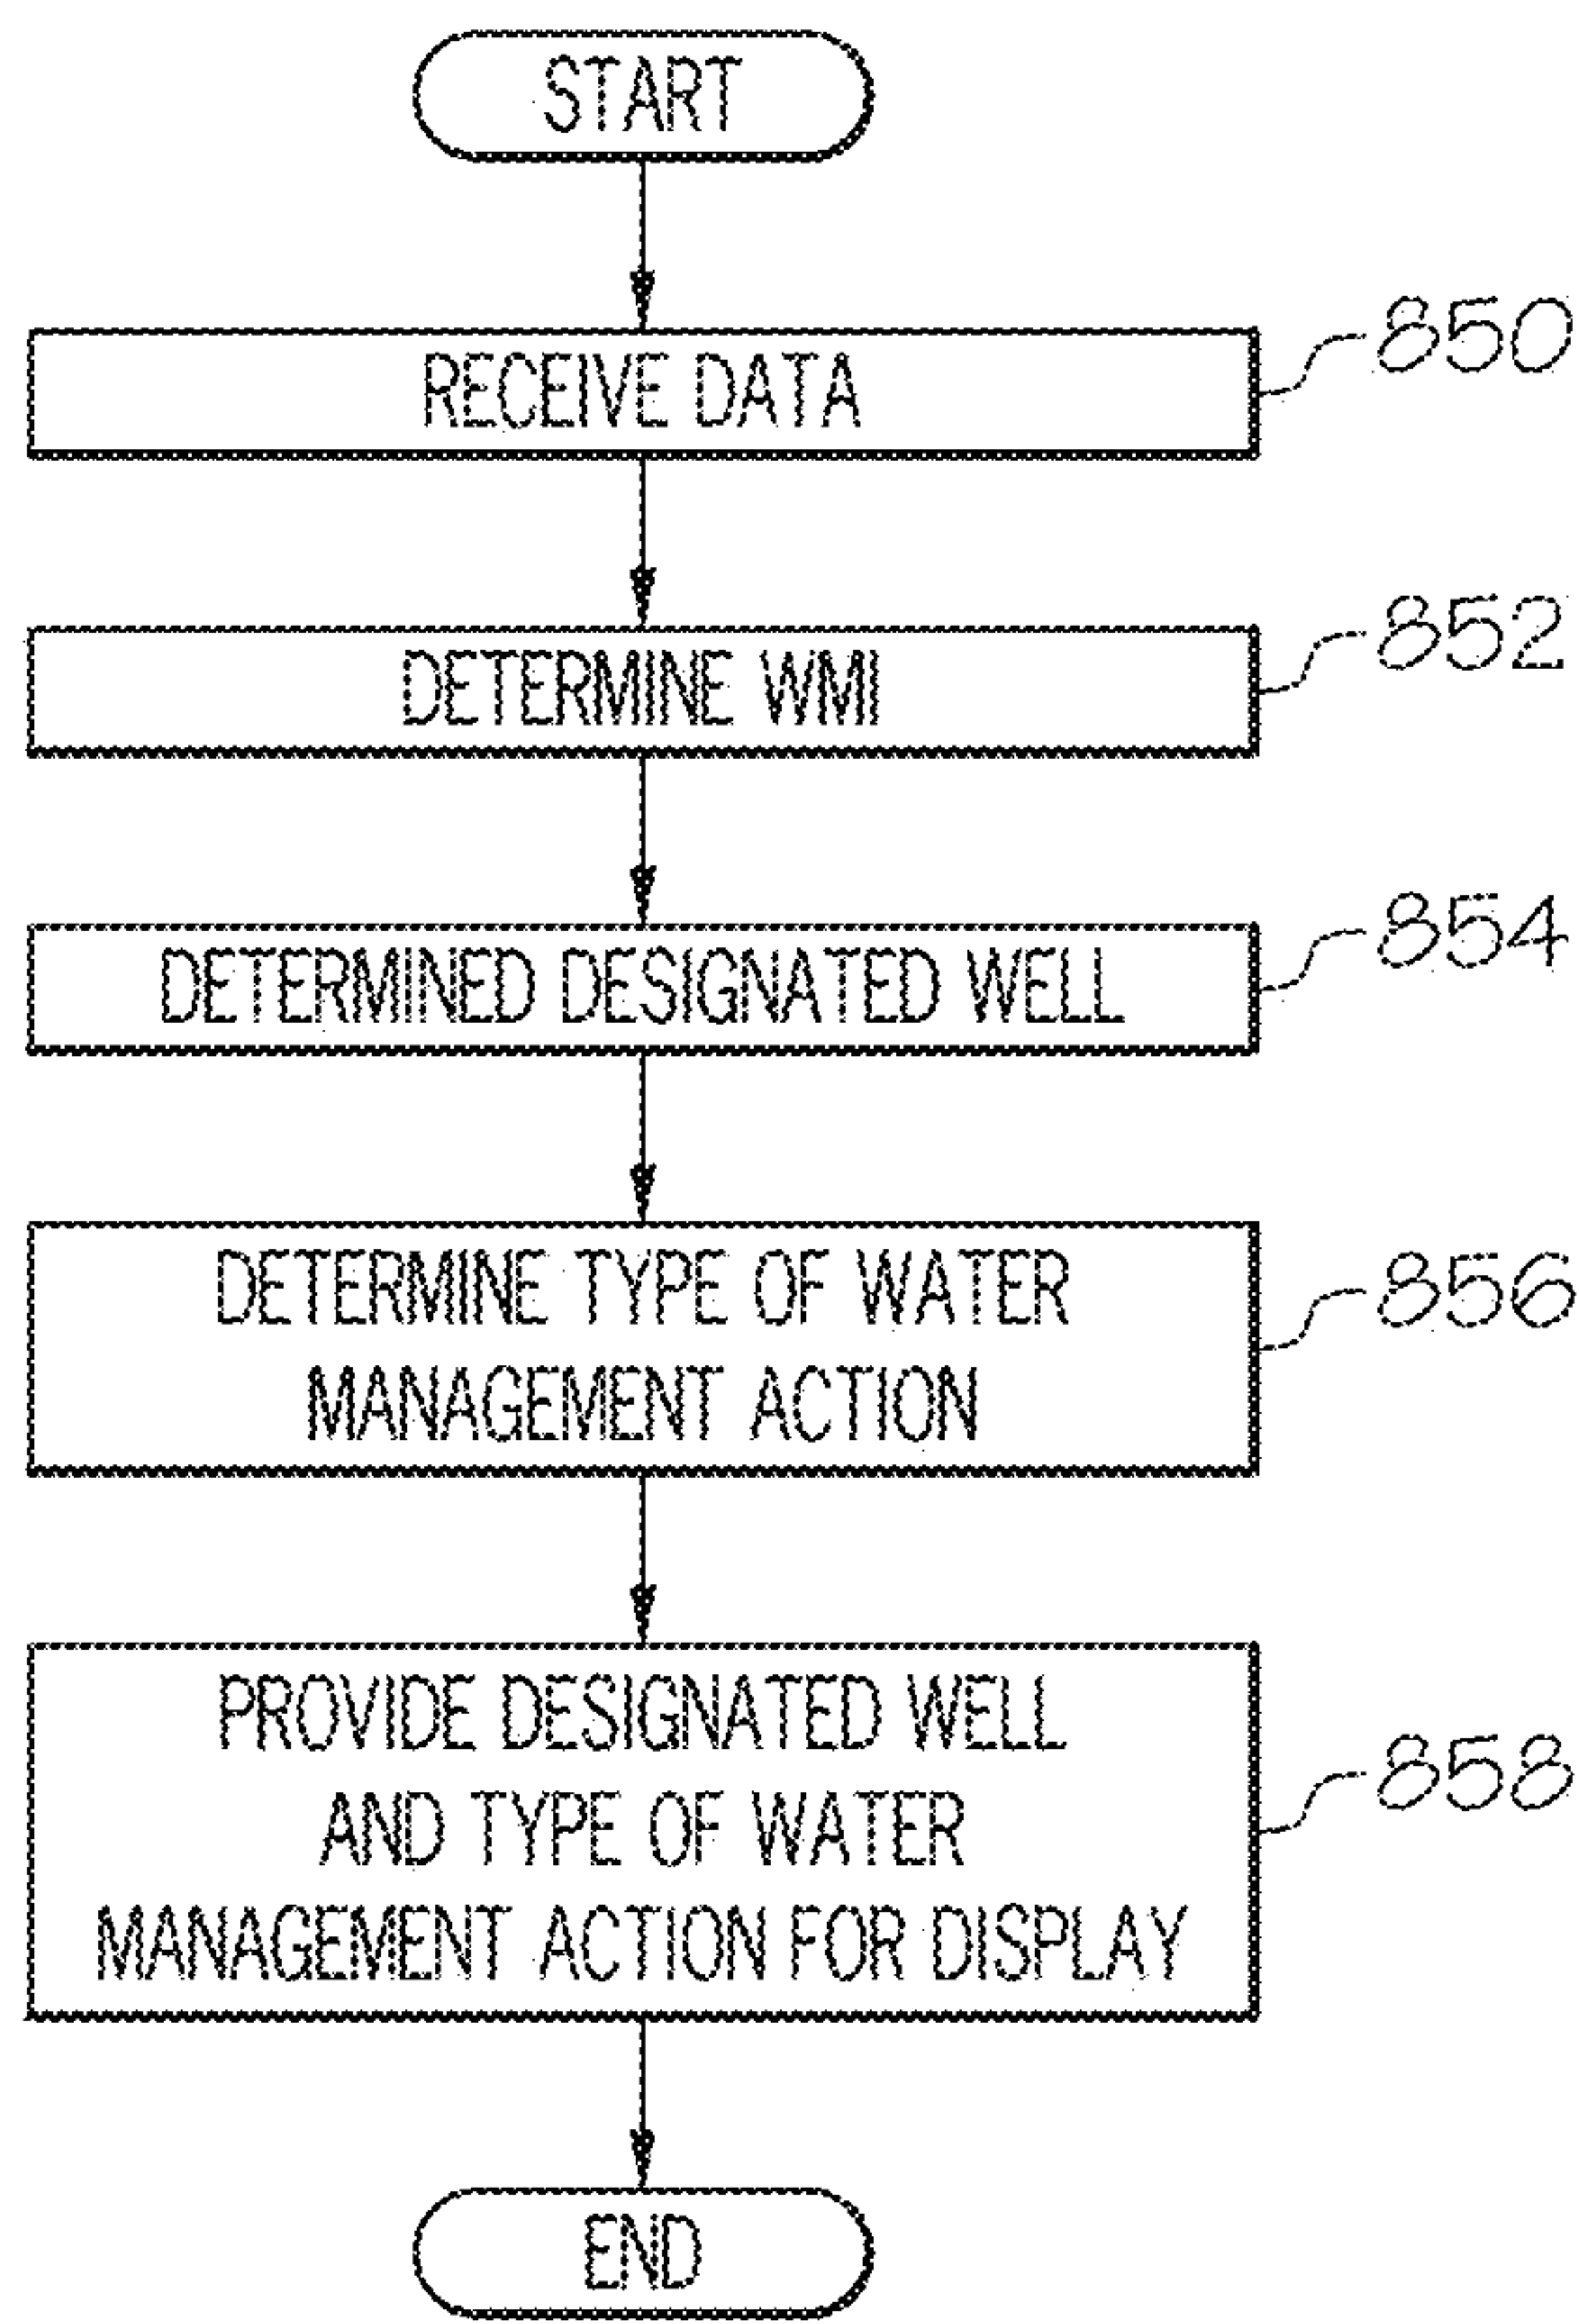 START
RECEIVE DATA
850
DETERMINE WMI
852
DETERMINED DESIGNATED WELL
854
DETERMINE TYPE OF WATER
MANAGEMENT ACTION
856
PROVIDE DESIGNATED WELL
AND TYPE OF WATER
MANAGEMENT ACTION FOR DISPLAY
858
END